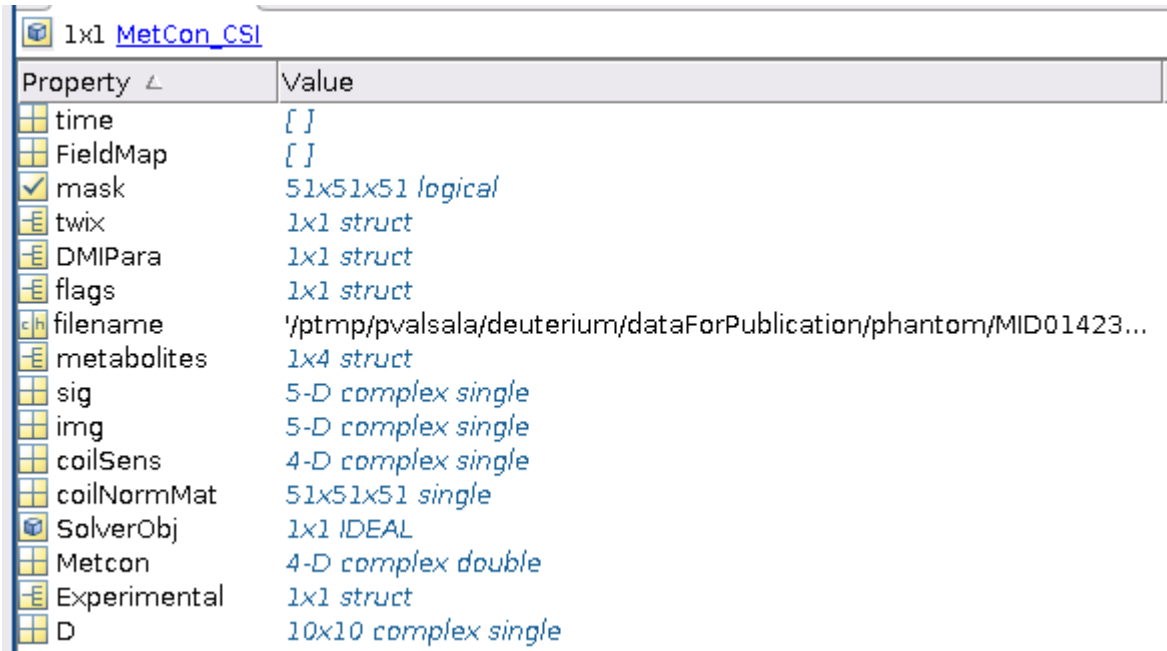 1x1 MetCon_CSI
Property Value
time [ ]
FieldMap [ ]
mask 51x51x51 logical
twix 1x1 struct
DMIPara 1x1 struct
flags 1x1 struct
filename '/ptmp/pvalsala/deuterium/dataForPublication/phantom/MID01423...
metabolites 1x4 struct
sig 5-D complex single
img 5-D complex single
coilSens 4-D complex single
coilNormMat 51x51x51 single
SolverObj 1x1 IDEAL
Metcon 4-D complex double
Experimental 1x1 struct
D 10x10 complex single